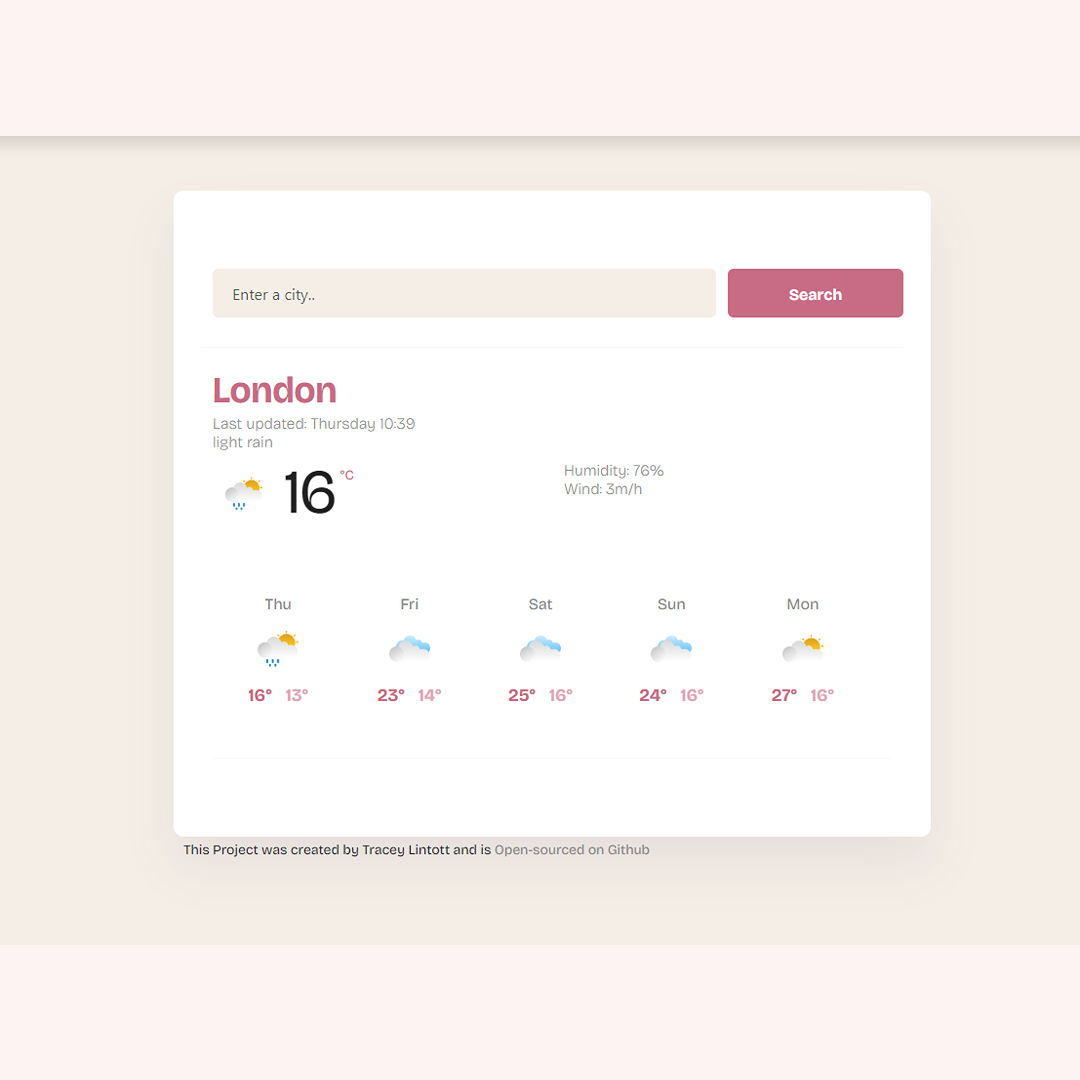 Enter a city..
Search
London
Last updated: Thursday 10:39
light rain
16 °C
Humidity: 76%
Wind: 3m/h
Thu Fri Sat Sun Mon
16° 13° 23° 14° 25° 16° 24° 16° 27° 16°
This Project was created by Tracey Lintott and is Open-sourced on Github